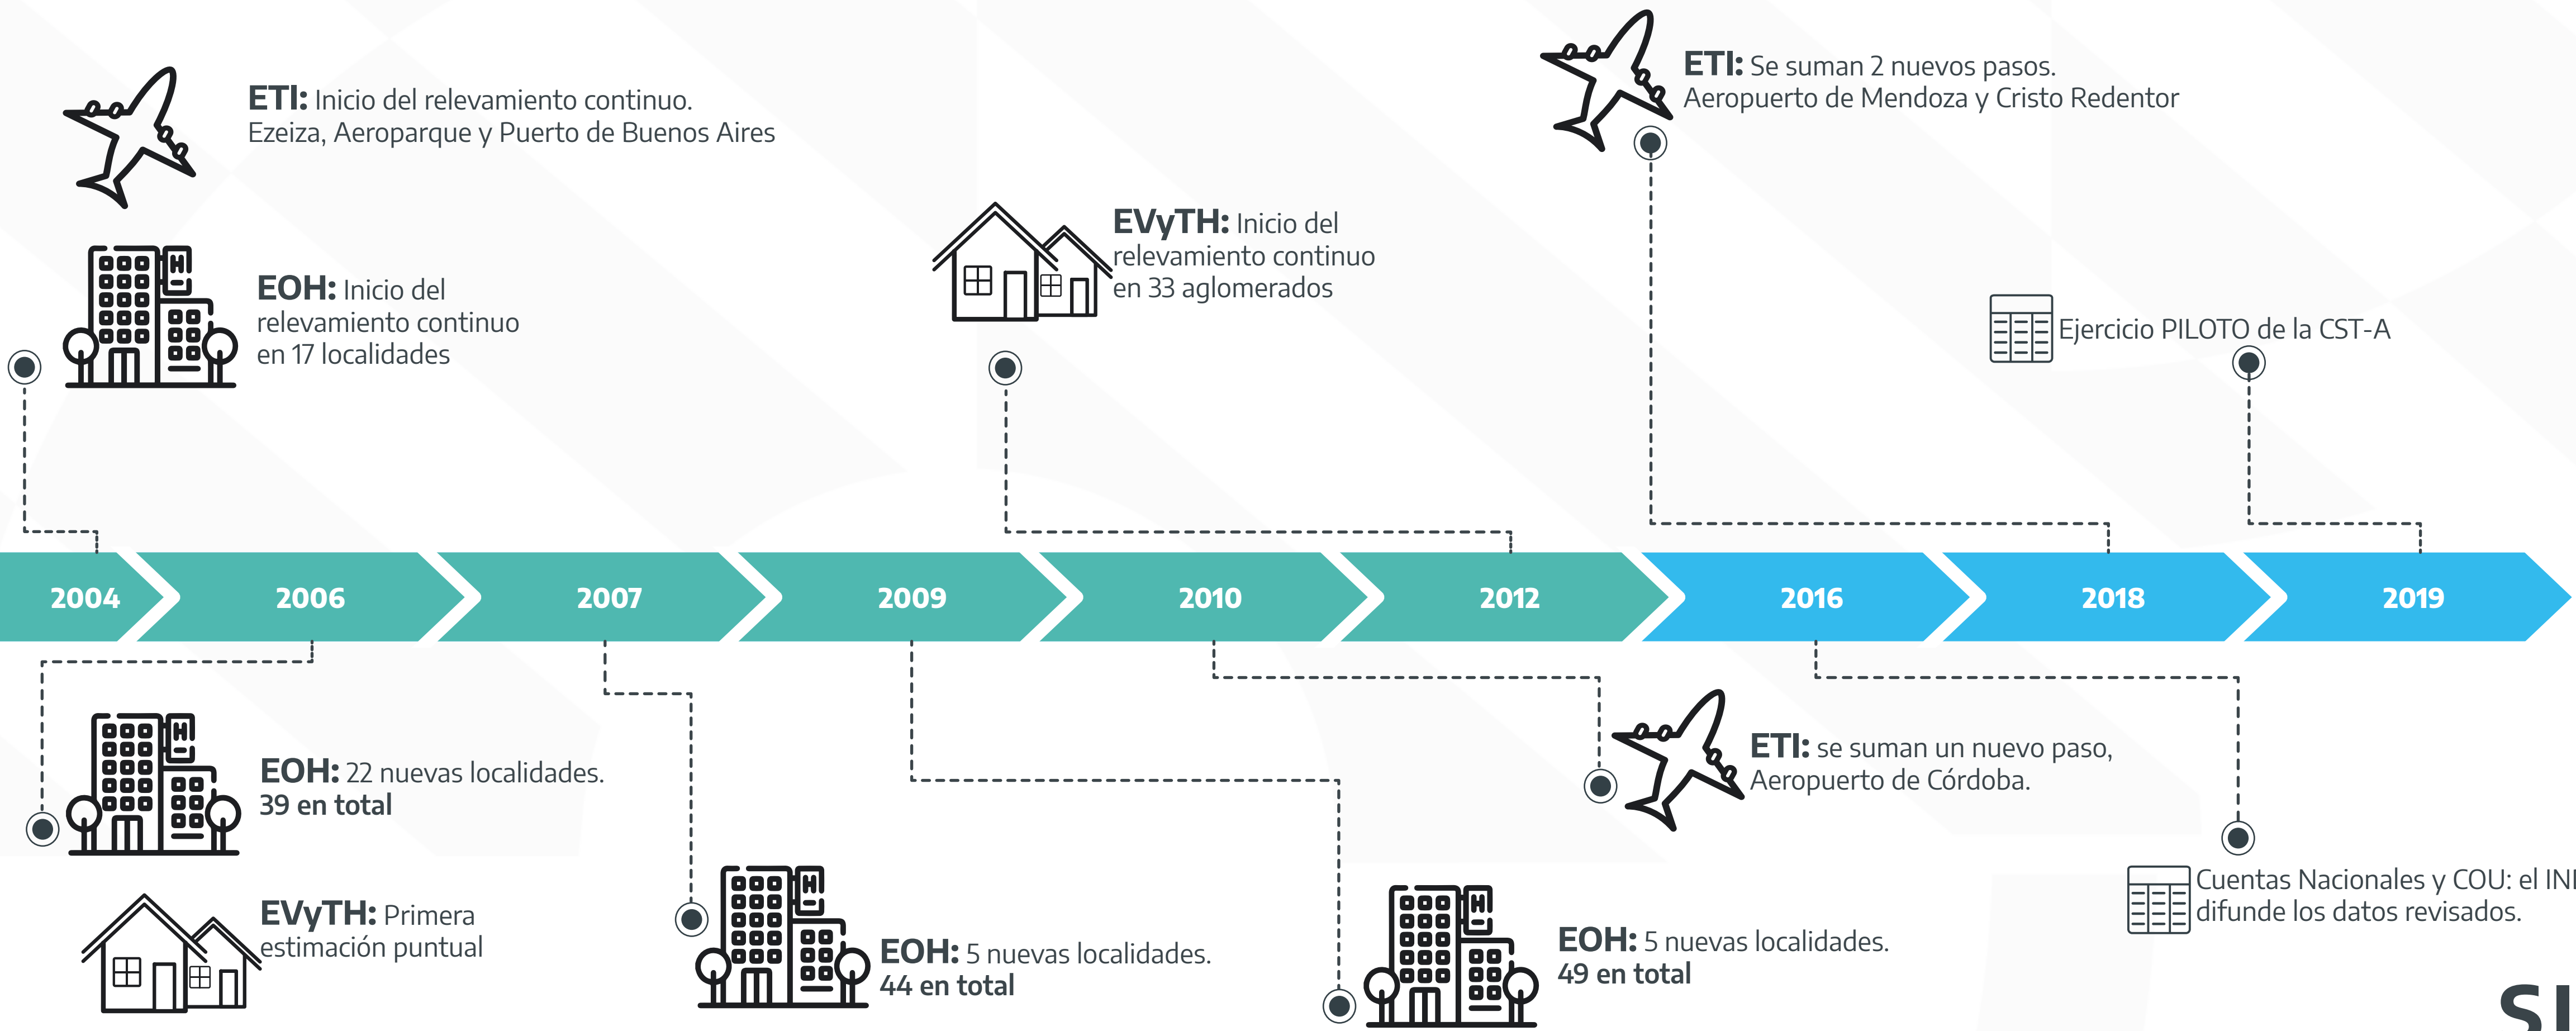 ETI: Inicio del relevamiento continuo.
Ezeiza, Aeroparque y Puerto de Buenos Aires
EOH: Inicio del
relevamiento continuo
en 17 localidades
EVyTH: Inicio del
relevamiento continuo
en 33 aglomerados
ETI: Se suman 2 nuevos pasos.
Aeropuerto de Mendoza y Cristo Redentor
Ejercicio PILOTO de la CST-A
2004
2006
2007
2009
2010
2012
2016
2018
2019
EOH: 22 nuevas localidades.
39 en total
EVyTH: Primera
estimación puntual
EOH: 5 nuevas localidades.
44 en total
EOH: 5 nuevas localidades.
49 en total
ETI: se suman un nuevo paso,
Aeropuerto de Córdoba.
Cuentas Nacionales y COU: el
difunde los datos revisados.